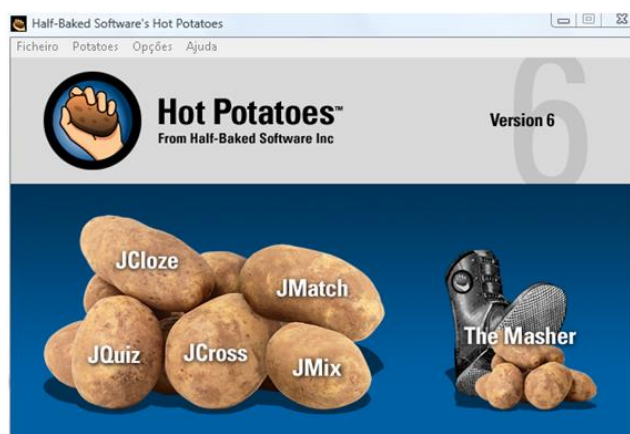 Half-Baked Software's Hot Potatoes
Ficheiro Potatoes Opções Ajuda
Hot Potatoes™
From Half-Baked Software Inc
Version 6
6
JCloze
JMatch
JQuiz
JCross
JMix
The Masher